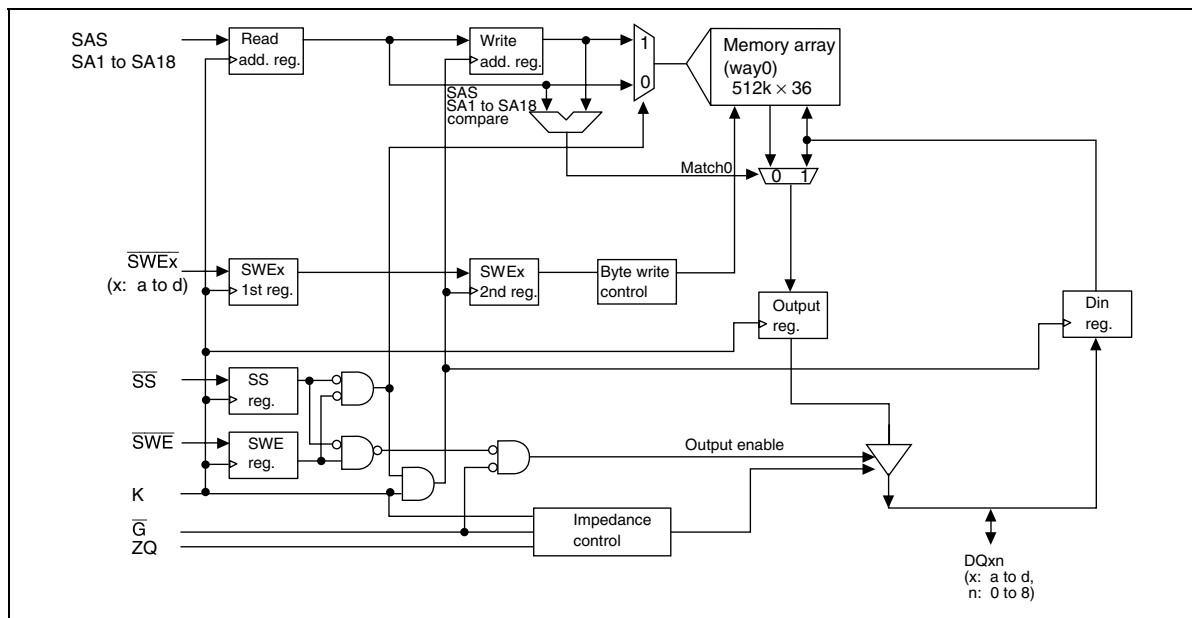 SAS
SA1 to SA18
Read
add. reg.
Write
add. reg.
1
0
Memory array
(way0)
512k × 36
SAS
SA1 to SA18
compare
Match0
0 1
SWEx
(x: a to d)
SWEx
1st reg.
SWEx
2nd reg.
Byte write
control
Output
reg.
Din
reg.
SS
SS
reg.
SWE
SWE
reg.
Output enable
K
G
ZQ
Impedance
control
DQxn
(x: a to d,
n: 0 to 8)